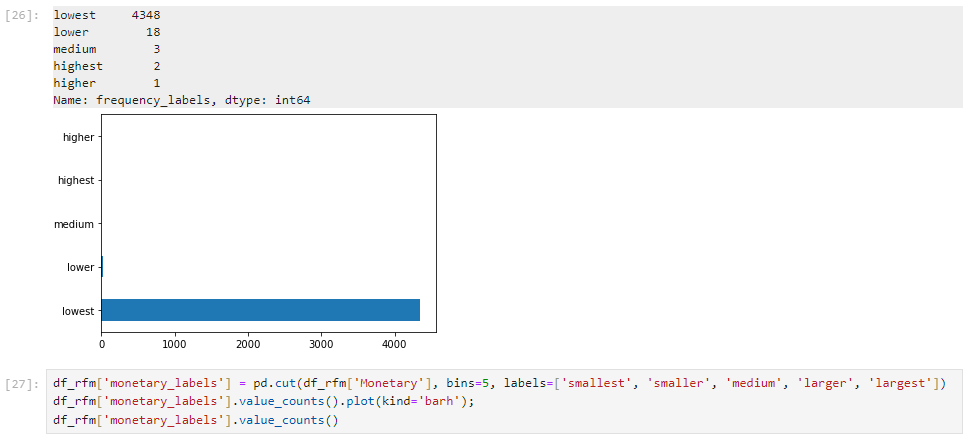 [26]:
lowest 4348
lower 18
medium 3
highest 2
higher 1
Name: frequency_labels, dtype: int64
higher
highest
medium
lower
lowest
0 1000 2000 3000 4000
[27]:
df_rfm['monetary_labels'] = pd.cut(df_rfm['Monetary'], bins=5, labels=['smallest', 'smaller', 'medium', 'larger', 'largest'])
df_rfm['monetary_labels'].value_counts().plot(kind='barh');
df_rfm['monetary_labels'].value_counts()